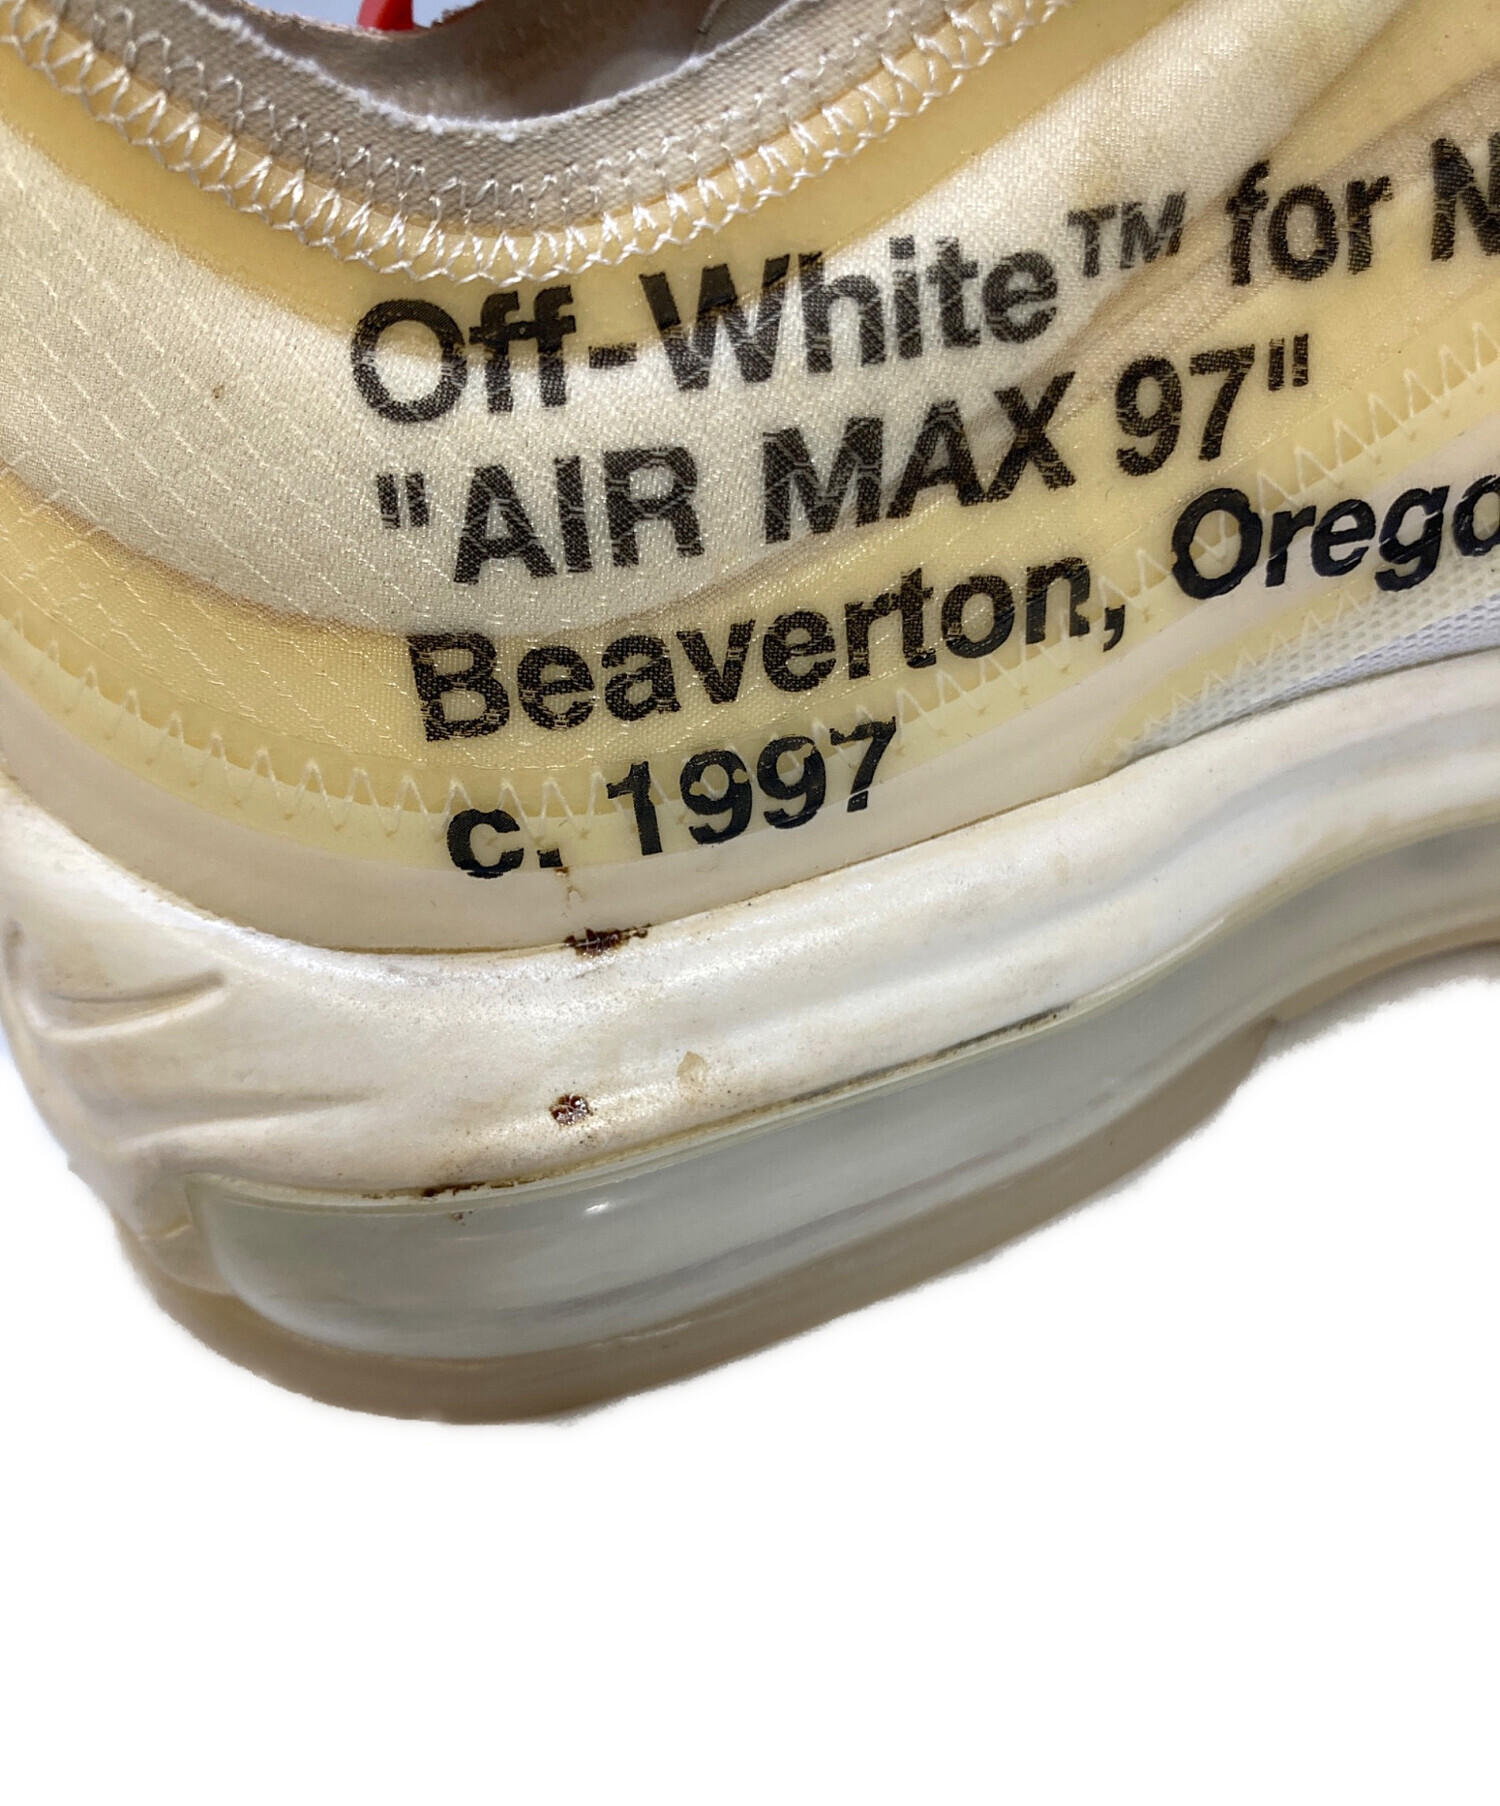 Off-White™ for N
"AIR MAX 97"
Beaverton, Orego
c. 1997